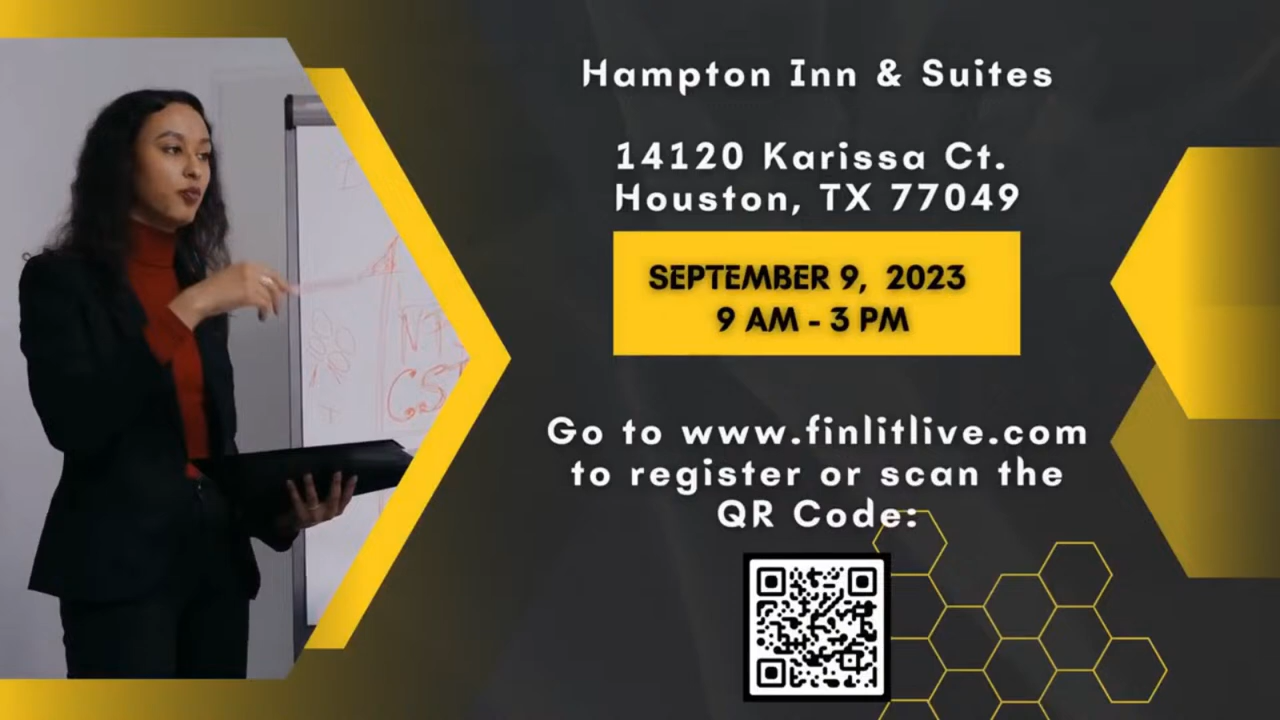 Hampton Inn & Suites
14120 Karissa Ct.
Houston, TX 77049
SEPTEMBER 9, 2023
9 AM - 3 PM
Go to www.finlitlive.com
to register or scan the
QR Code: